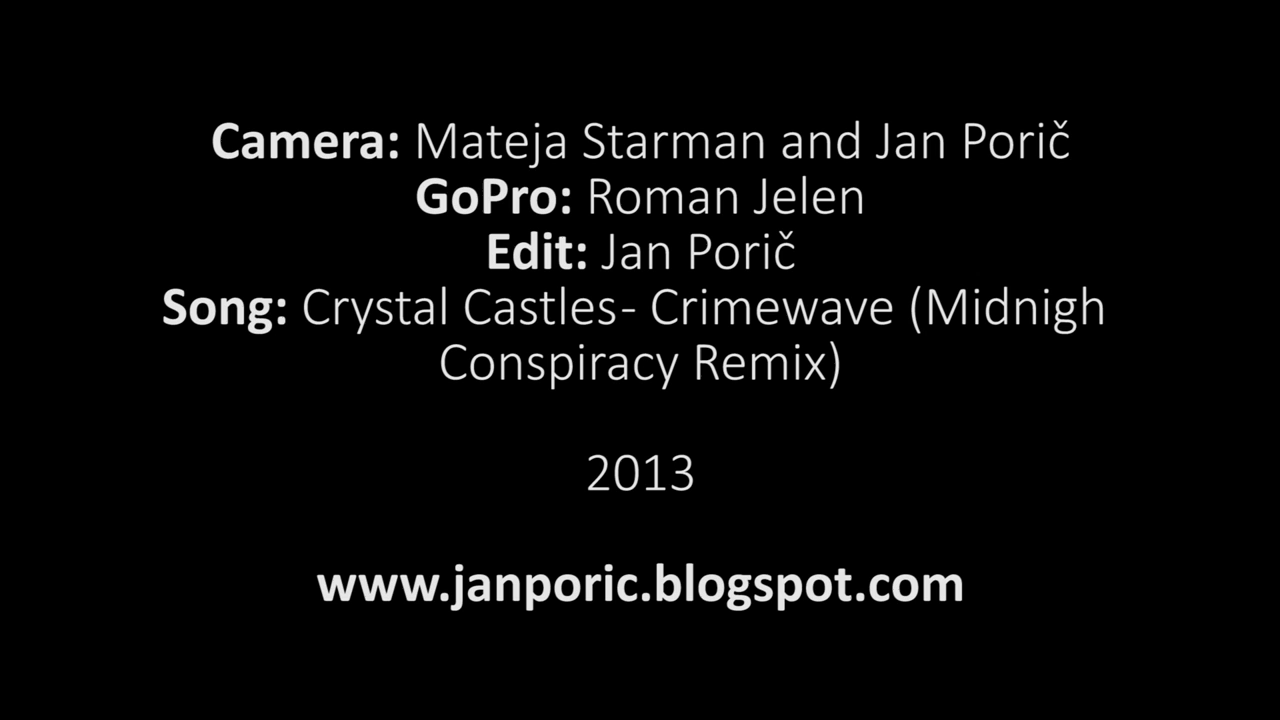 Camera: Mateja Starman and Jan Porič
GoPro: Roman Jelen
Edit: Jan Porič
Song: Crystal Castles- Crimewave (Midnigh
Conspiracy Remix)
2013
www.janporic.blogspot.com